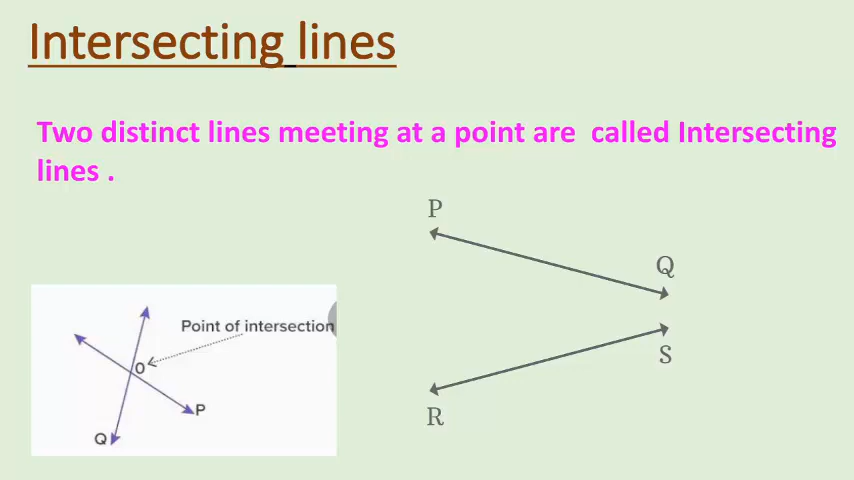 Intersecting lines
Two distinct lines meeting at a point are called Intersecting
lines .
P
Q
S
R
Point of intersection
O
P
Q